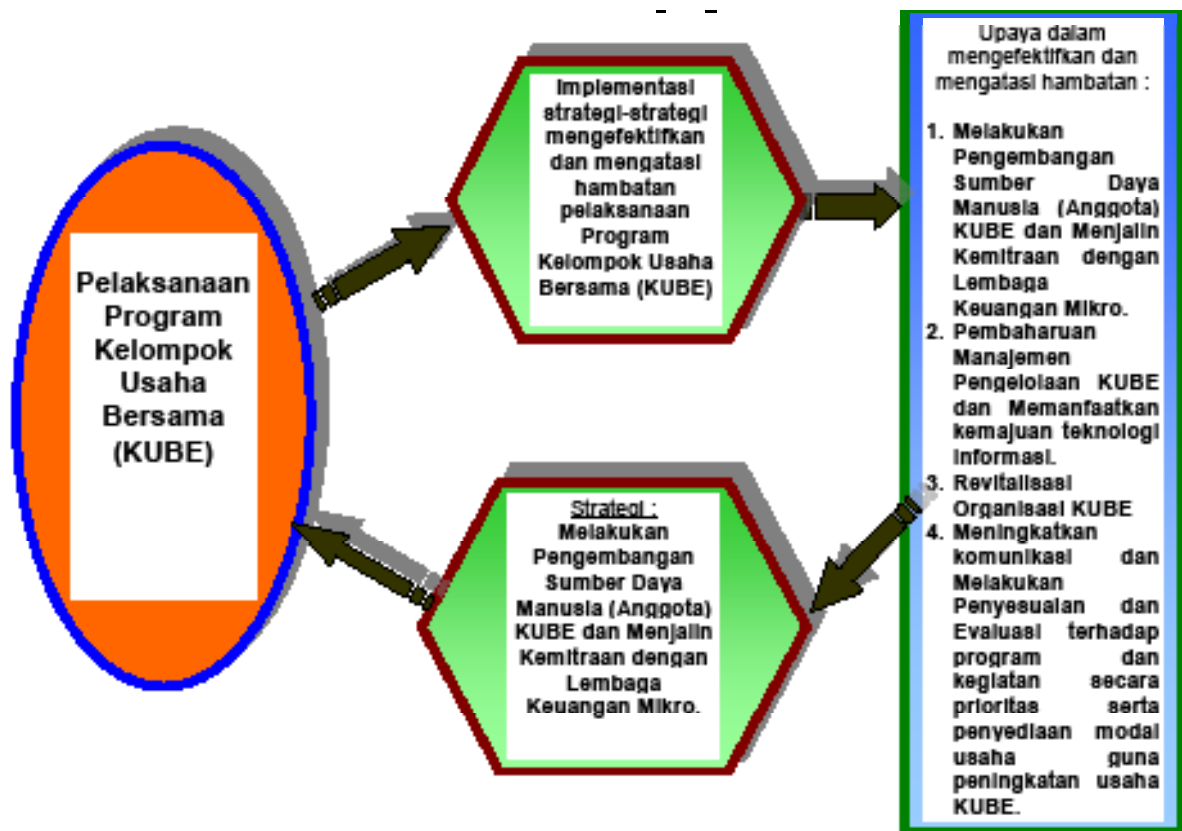 Pelaksanaan
Program
Kelompok
Usaha
Bersama
(KUBE)
Implementasi
strategi-strategi
mengefektifkan
dan mengatasi
hambatan
pelaksanaan
Program
Kelompok Usaha
Bersama (KUBE)
Upaya dalam
mengefektifkan dan
mengatasi hambatan :
1. Melakukan
Pengembangan
Sumber Daya
Manusia (Anggota)
KUBE dan Menjalin
Kemitraan dengan
Lembaga
Keuangan Mikro.
2. Pembaharuan
Manajemen
Pengelolaan KUBE
dan Memanfaatkan
kemajuan teknologi
Informasi.
3. Revitalisasi
Organisasi KUBE
4. Meningkatkan
komunikasi dan
Melakukan
Penyesuaian dan
Evaluasi terhadap
program dan
kegiatan secara
prioritas serta
penyediaan modal
usaha guna
peningkatan usaha
KUBE.
Strategi :
Melakukan
Pengembangan
Sumber Daya
Manusia (Anggota)
KUBE dan Menjalin
Kemitraan dengan
Lembaga
Keuangan Mikro.